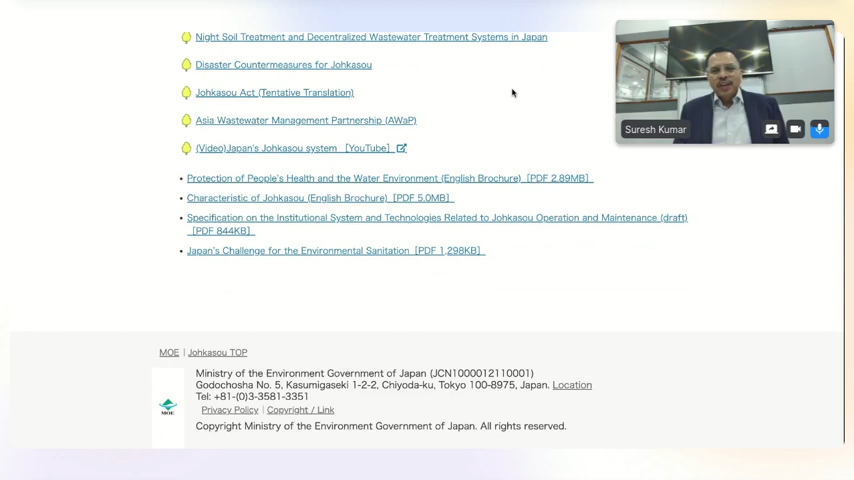 Night Soil Treatment and Decentralized Wastewater Treatment Systems in Japan
Disaster Countermeasures for Johkasou
Johkasou Act (Tentative Translation)
Asia Wastewater Management Partnership (AWaP)
(Video)Japan's Johkasou system [YouTube]
• Protection of People's Health and the Water Environment (English Brochure) [PDF 2.89MB]
• Characteristic of Johkasou (English Brochure) [PDF 5.0MB]
• Specification on the Institutional System and Technologies Related to Johkasou Operation and Maintenance (draft)
[PDF 844KB]
• Japan's Challenge for the Environmental Sanitation [PDF 1,298KB]
Suresh Kumar
MOE | Johkasou TOP
Ministry of the Environment Government of Japan (JCN1000012110001)
Godochosha No. 5, Kasumigaseki 1-2-2, Chiyoda-ku, Tokyo 100-8975, Japan. Location
Tel: +81-(0)3-3581-3351
Privacy Policy | Copyright / Link
MOE
Copyright Ministry of the Environment Government of Japan. All rights reserved.